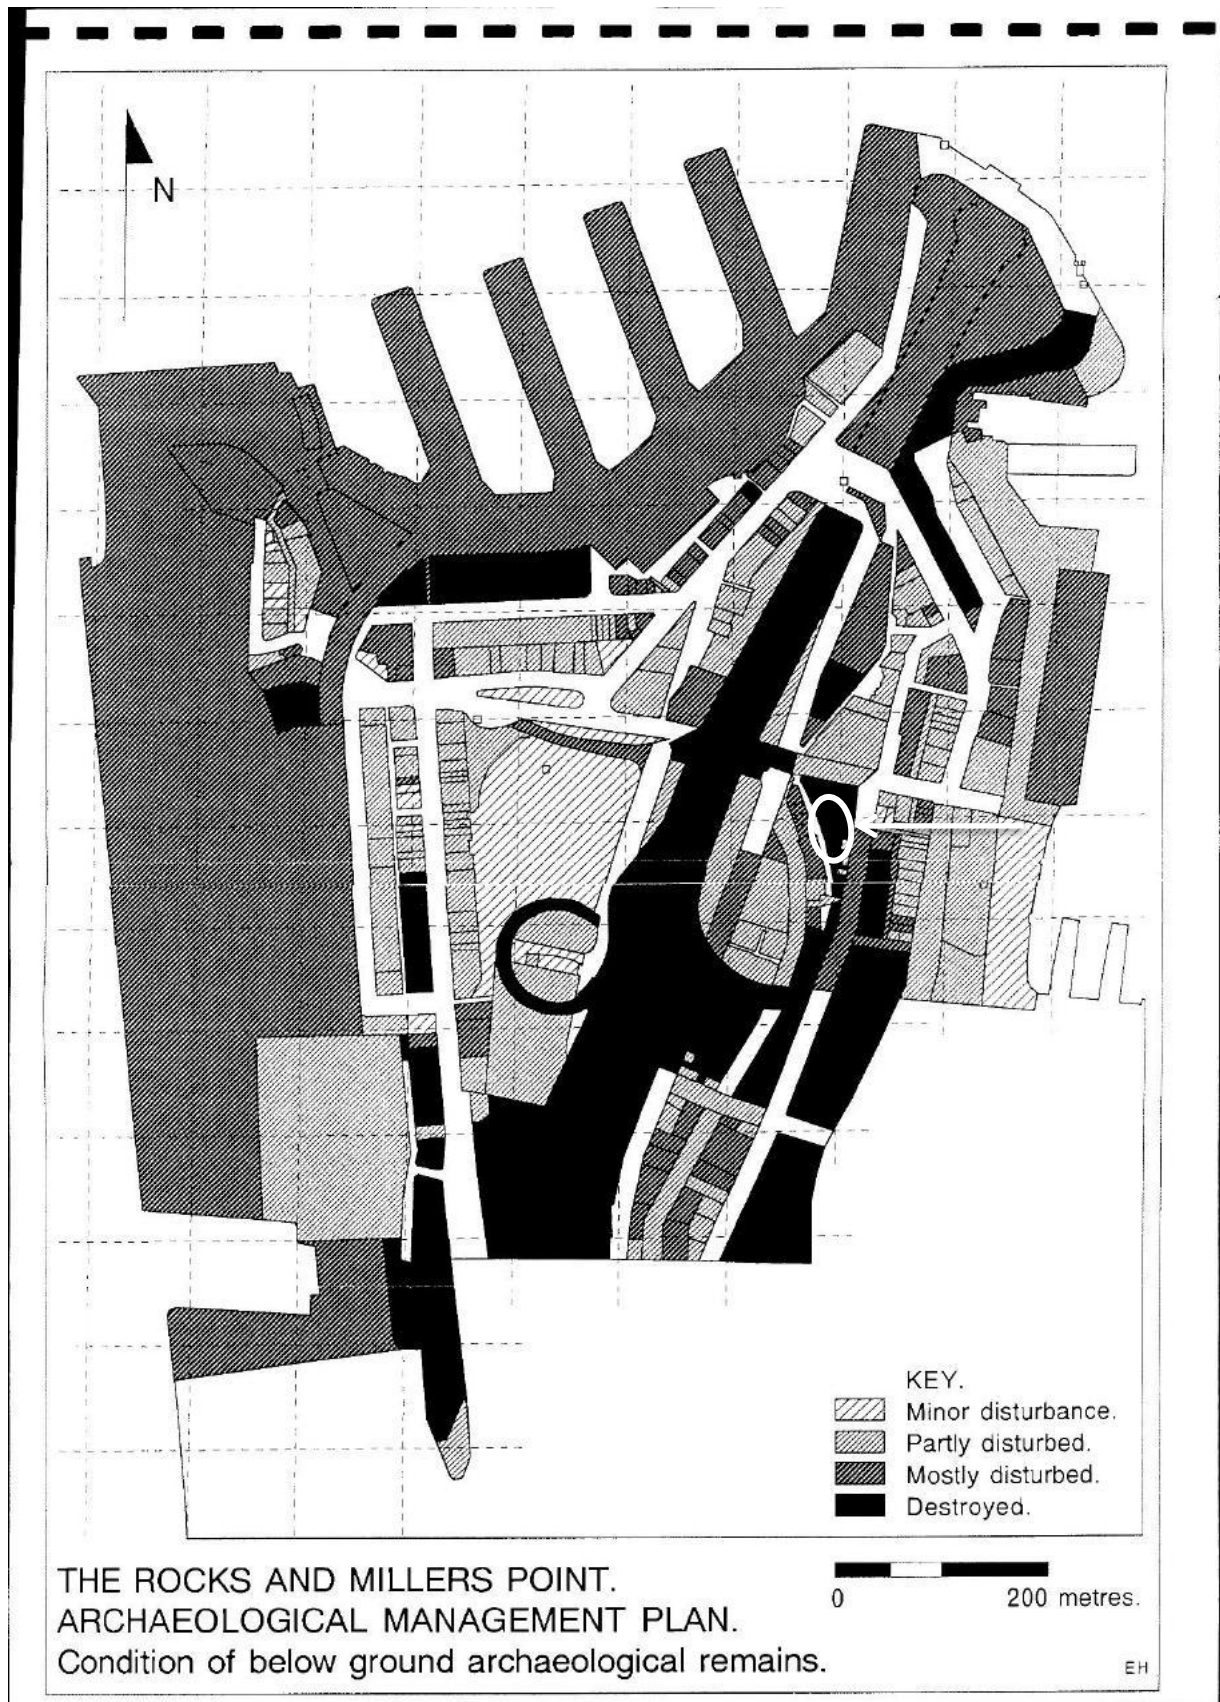 N
KEY.
Minor disturbance.
Partly disturbed.
Mostly disturbed.
Destroyed.
0 200 metres.
THE ROCKS AND MILLERS POINT.
ARCHAEOLOGICAL MANAGEMENT PLAN.
Condition of below ground archaeological remains.
EH